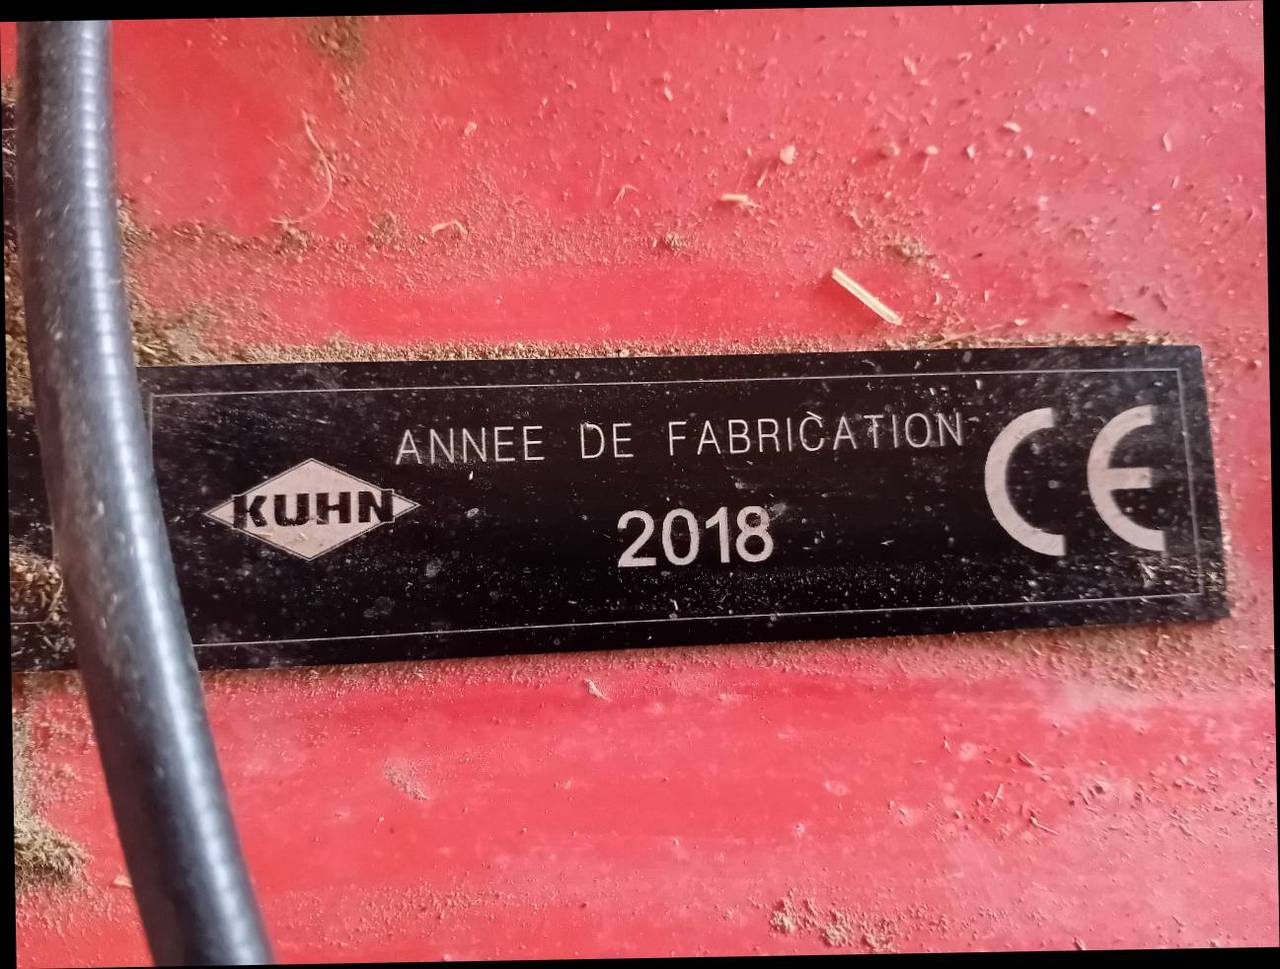 ANNEE DE FABRICATION
KUHN
2018
CE